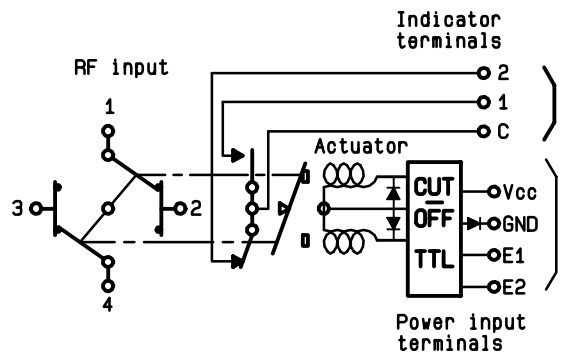 Indicator
terminals
RF input
2
1
1
C
Actuator
CUT
OFF
TTL
Vcc
GND
E1
E2
3
2
4
Power input
terminals